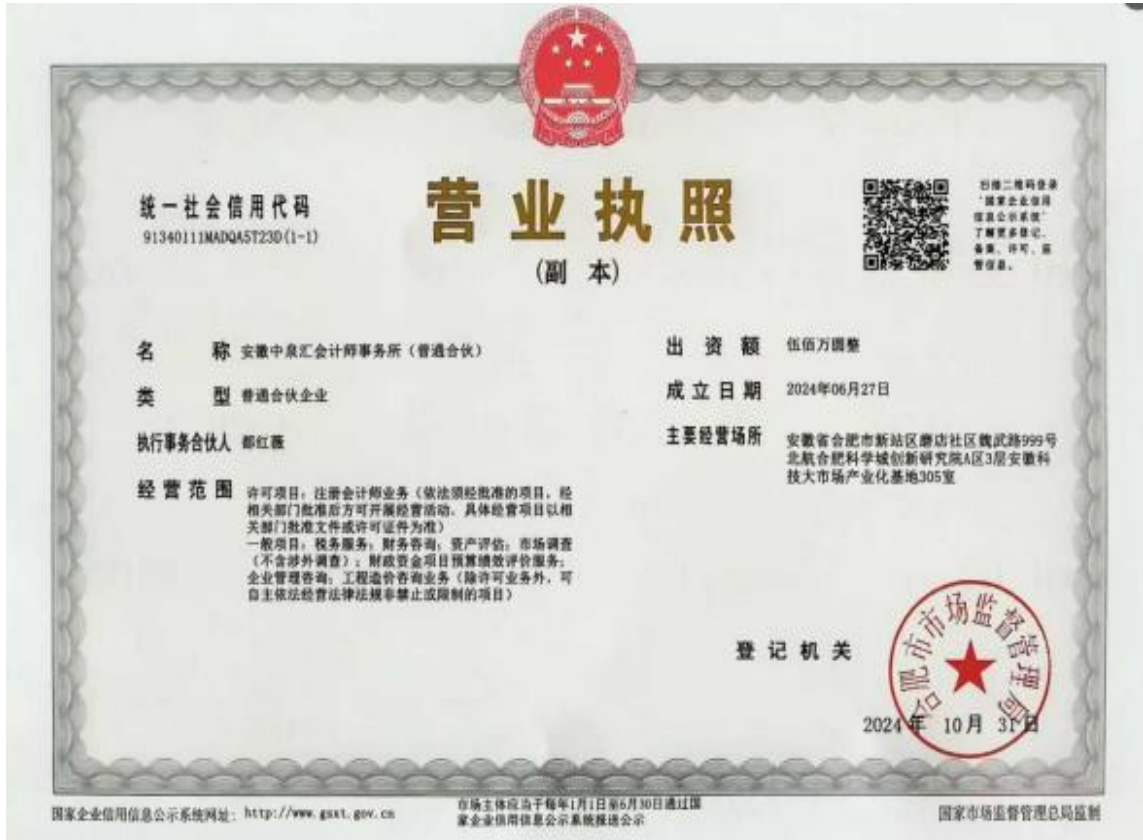 营业执照
(副 本)
统一社会信用代码
91340111MADQA5T23D(1-1)
扫描二维码登录
“国家企业信用
信息公示系统”
了解更多登记、
备案、许可、监
管信息。
名 称 安徽中泉汇会计师事务所（普通合伙）
类 型 普通合伙企业
执行事务合伙人 都红薇
经营范围 许可项目：注册会计师业务（依法须经批准的项目，经
相关部门批准后方可开展经营活动，具体经营项目以相
关部门批准文件或许可证件为准）
一般项目：税务服务；财务咨询；资产评估；市场调查
（不含涉外调查）；财政资金项目预算绩效评价服务；
企业管理咨询；工程造价咨询业务（除许可业务外，可
自主依法经营法律法规非禁止或限制的项目）
出资额 伍佰万圆整
成立日期 2024年06月27日
主要经营场所 安徽省合肥市新站区磨店社区魏武路999号
北航合肥科学城创新研究院A区3层安徽科
技大市场产业化基地305室
登记机关
合肥市市场监督管理局
2024 年 10 月 31 日
国家企业信用信息公示系统网址：http://www.gsxt.gov.cn
市场主体应当于每年1月1日至6月30日通过国
家企业信用信息公示系统报送公示
国家市场监督管理总局监制